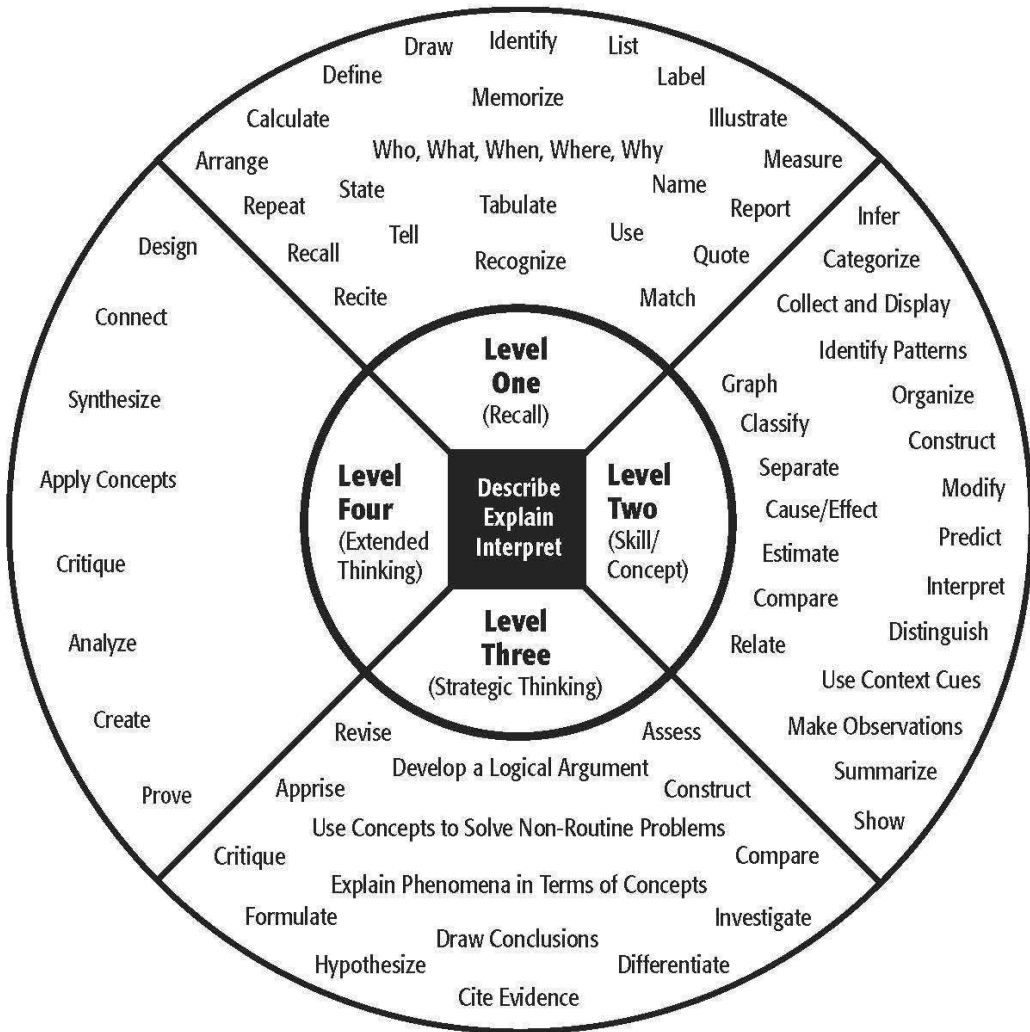 Draw
Identify
List
Define
Label
Memorize
Calculate
Illustrate
Who, What, When, Where, Why
Arrange
Measure
State
Name
Repeat
Tabulate
Report
Tell
Use
Recall
Recognize
Quote
Recite
Match
Level
One
(Recall)
Infer
Categorize
Collect and Display
Identify Patterns
Graph
Organize
Classify
Construct
Separate
Modify
Cause/Effect
Predict
Estimate
Interpret
Compare
Distinguish
Relate
Use Context Cues
Make Observations
Summarize
Show
Level
Two
(Skill/
Concept)
Describe
Explain
Interpret
Level
Three
(Strategic Thinking)
Revise
Assess
Develop a Logical Argument
Apprise
Construct
Use Concepts to Solve Non-Routine Problems
Critique
Compare
Explain Phenomena in Terms of Concepts
Formulate
Investigate
Draw Conclusions
Hypothesize
Differentiate
Cite Evidence
Level
Four
(Extended
Thinking)
Design
Connect
Synthesize
Apply Concepts
Critique
Analyze
Create
Prove